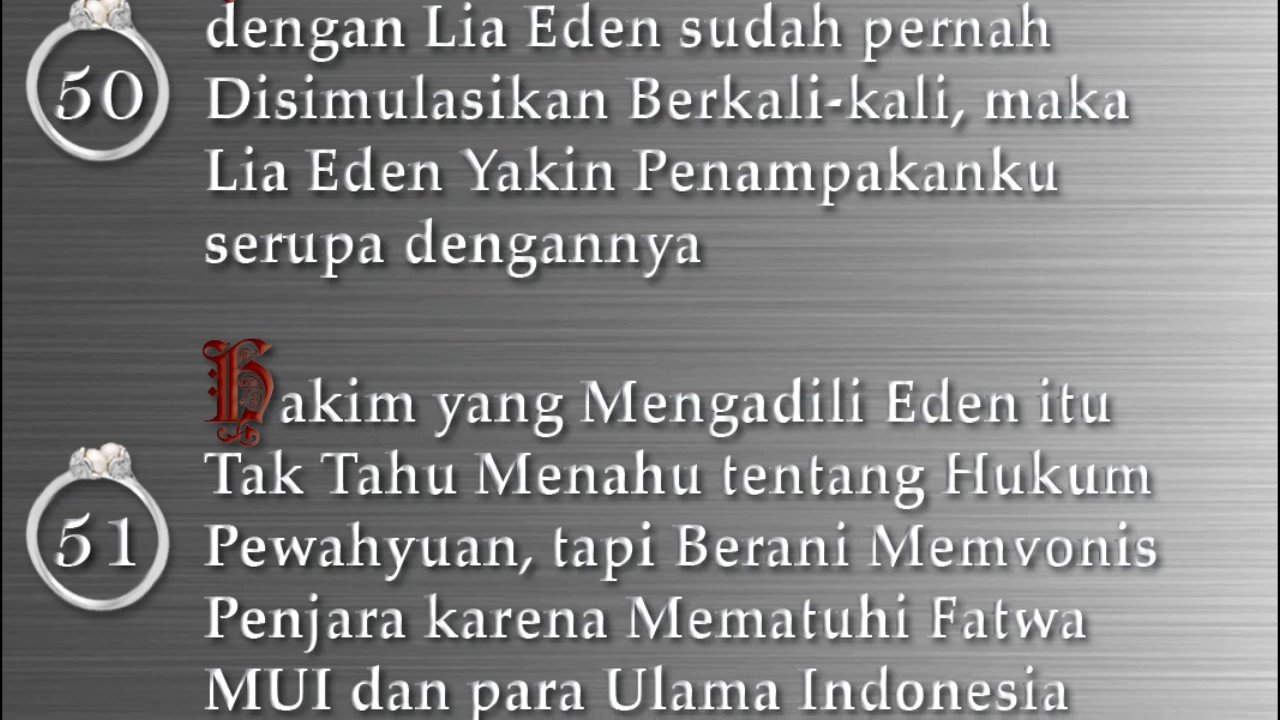 dengan Lia Eden sudah pernah
50
Disimulasikan Berkali-kali, maka
Lia Eden Yakin Penampakanku
serupa dengannya
Hakim yang Mengadili Eden itu
Tak Tahu Menahu tentang Hukum
51
Pewahyuan, tapi Berani Memvonis
Penjara karena Mematuhi Fatwa
MUI dan para Ulama Indonesia